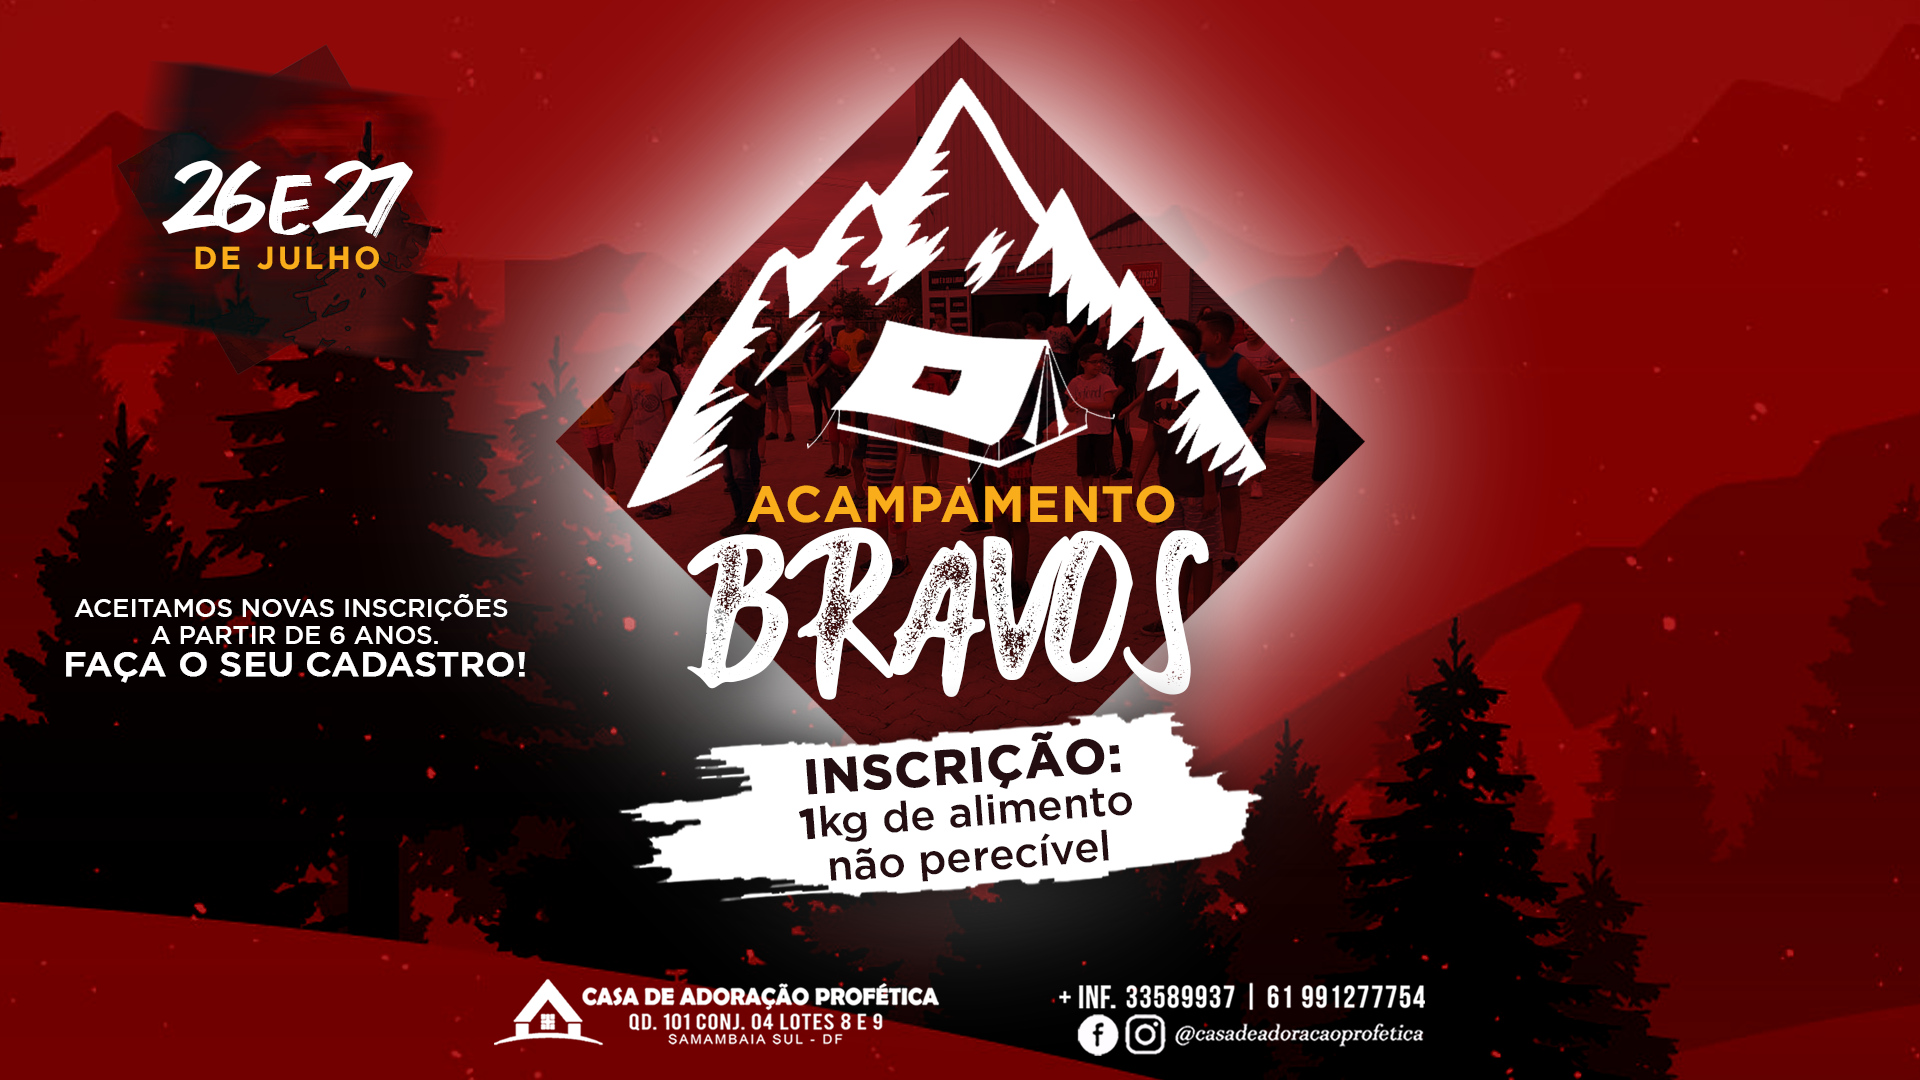 26 E 27
DE JULHO
ACAMPAMENTO
BRAVOS
ACEITAMOS NOVAS INSCRIÇÕES
A PARTIR DE 6 ANOS.
FAÇA O SEU CADASTRO!
INSCRIÇÃO:
1kg de alimento
não perecível
CASA DE ADORAÇÃO PROFÉTICA
QD. 101 CONJ. 04 LOTES 8 E 9
SAMAMBAIA SUL - DF
+ INF. 33589937 | 61 991277754
@casadeadoracaoprofetica